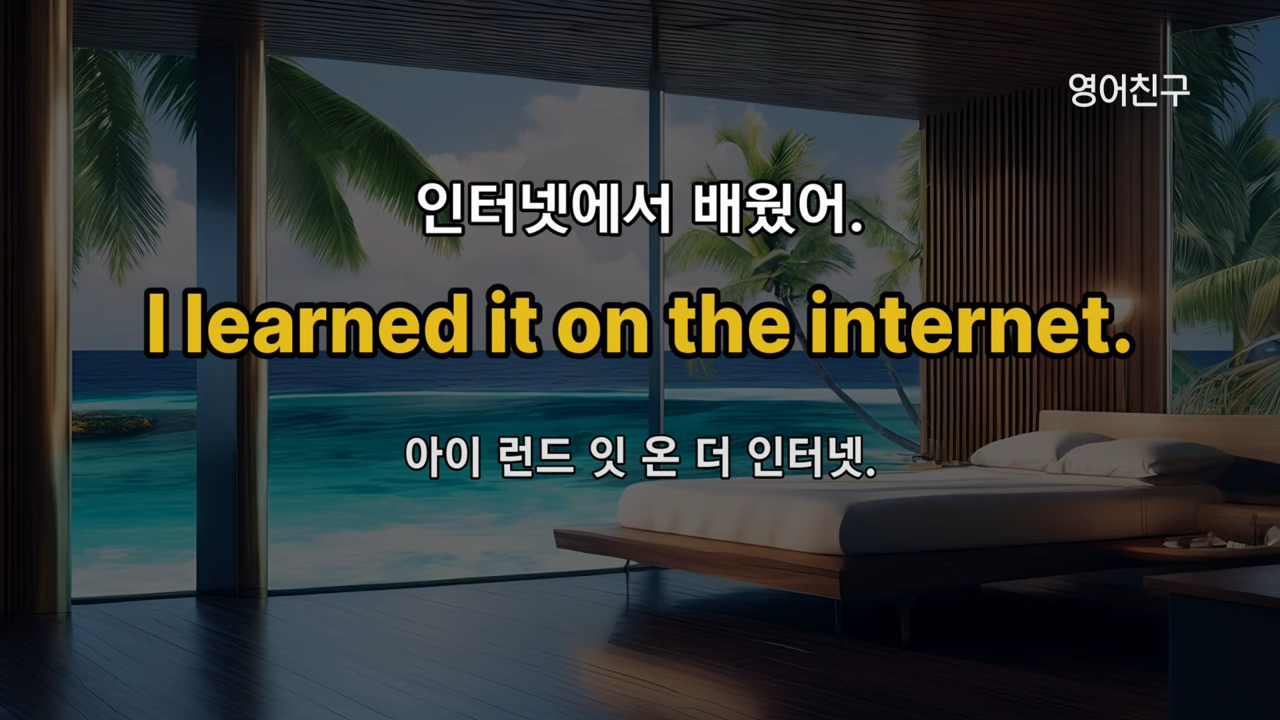 영어친구
인터넷에서 배웠어.
I learned it on the internet.
아이 런드 잇 온 더 인터넷.